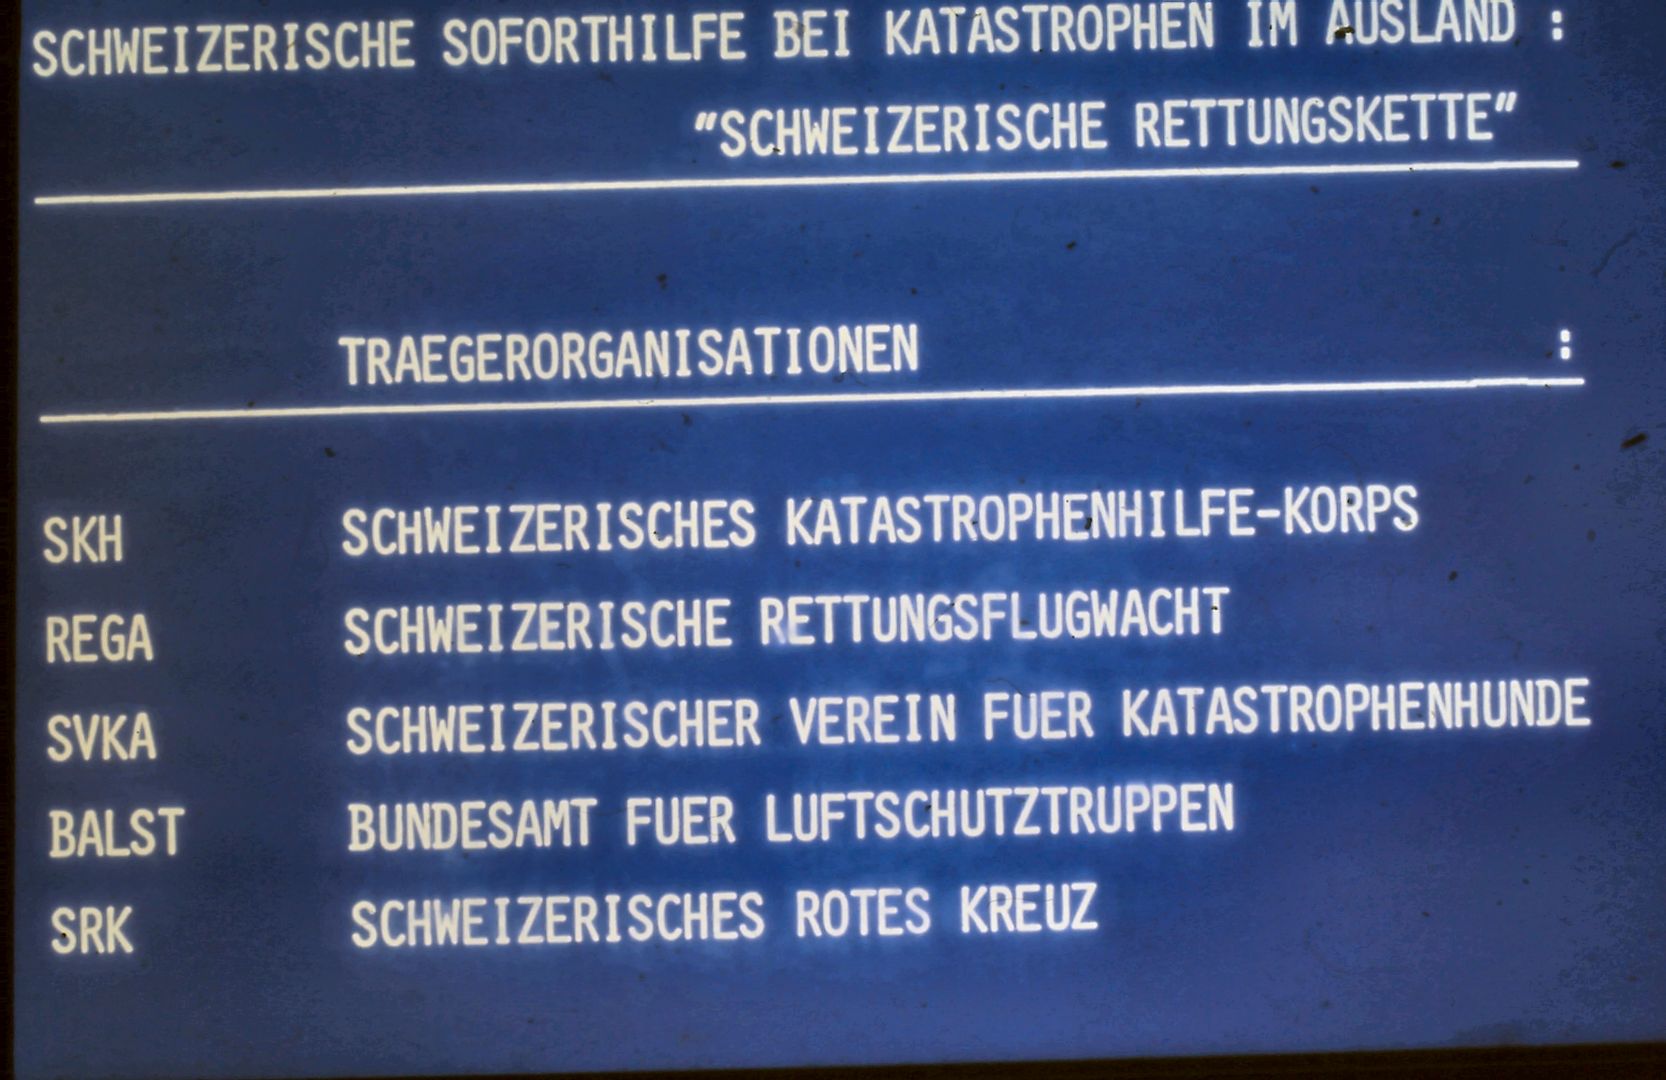 SCHWEIZERISCHE SOFORTHILFE BEI KATASTROPHEN IM AUSLAND :
"SCHWEIZERISCHE RETTUNGSKETTE"
TRAEGERORGANISATIONEN :
SKH SCHWEIZERISCHES KATASTROPHENHILFE-KORPS
REGA SCHWEIZERISCHE RETTUNGSFLUGWACHT
SVKA SCHWEIZERISCHER VEREIN FUER KATASTROPHENHUNDE
BALST BUNDESAMT FUER LUFTSCHUTZTRUPPEN
SRK SCHWEIZERISCHES ROTES KREUZ